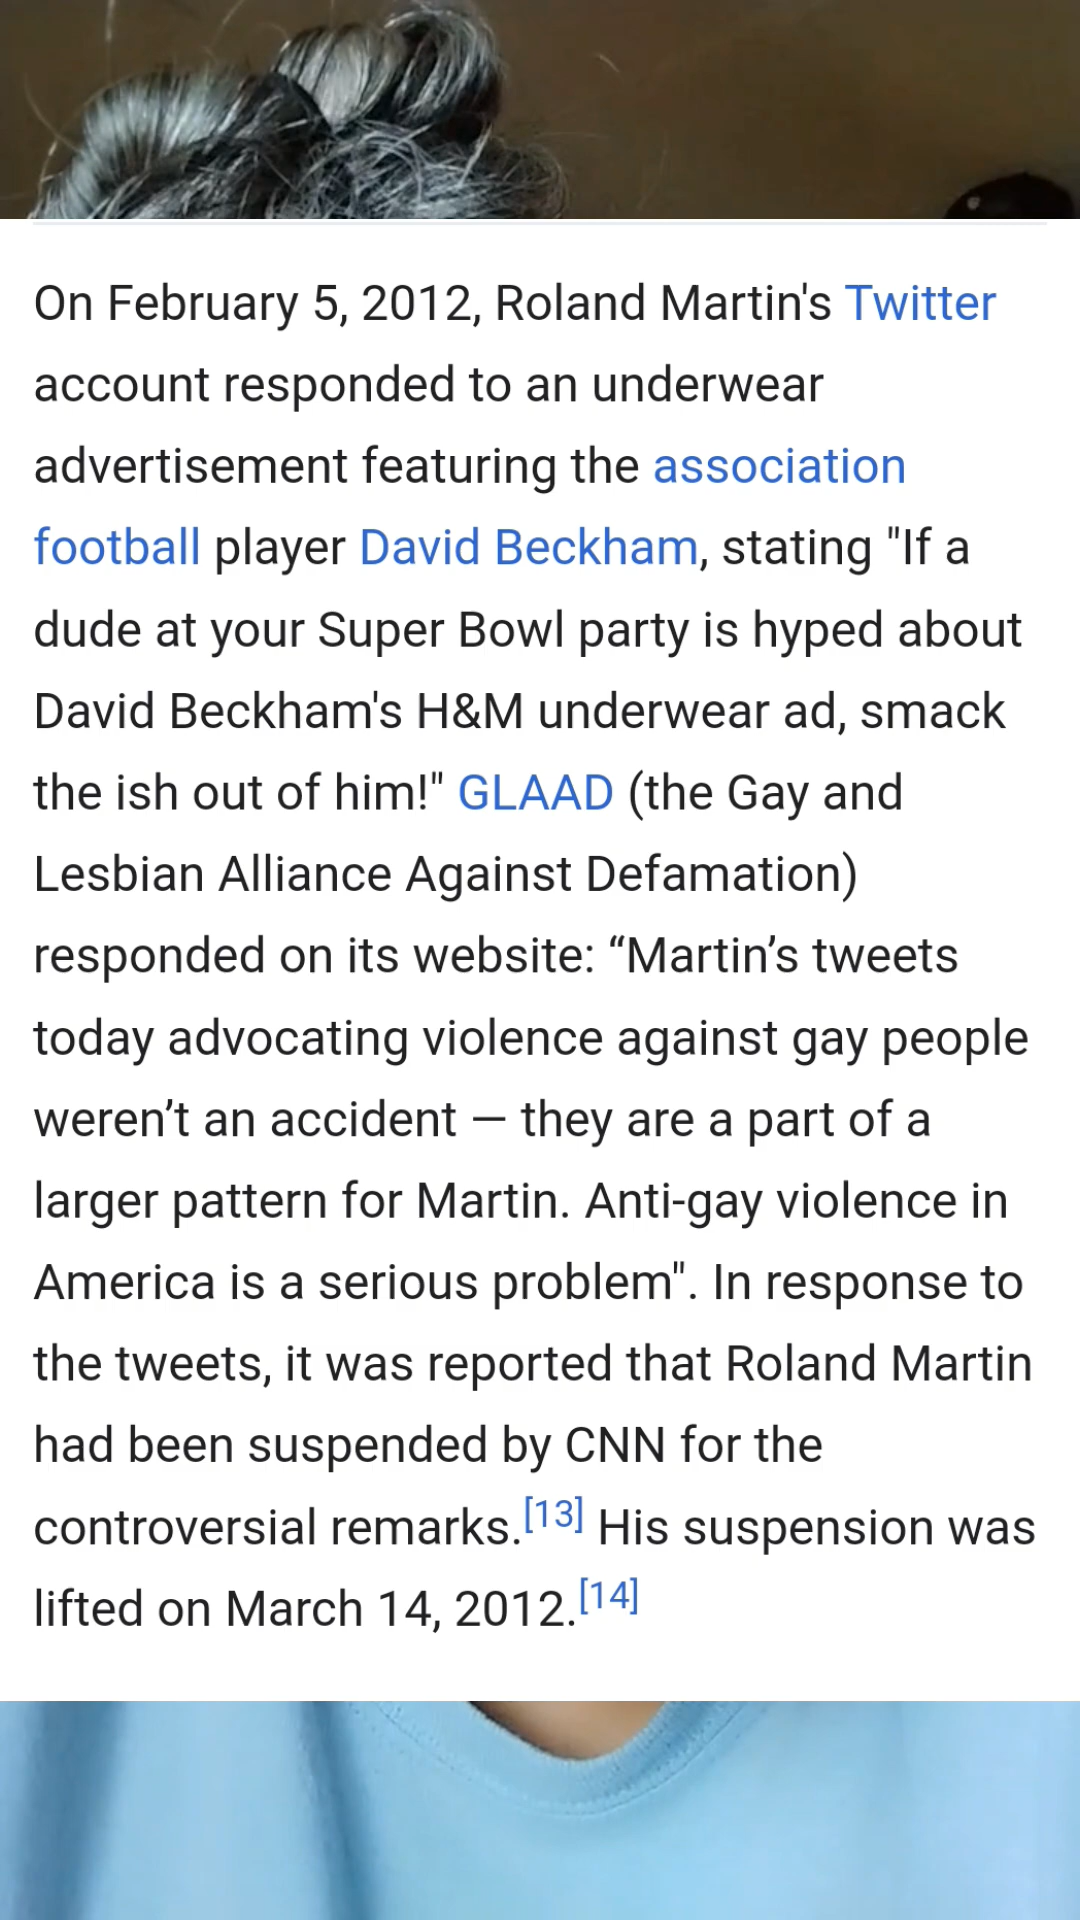 On February 5, 2012, Roland Martin's Twitter
account responded to an underwear
advertisement featuring the association
football player David Beckham, stating "If a
dude at your Super Bowl party is hyped about
David Beckham's H&M underwear ad, smack
the ish out of him!" GLAAD (the Gay and
Lesbian Alliance Against Defamation)
responded on its website: “Martin’s tweets
today advocating violence against gay people
weren’t an accident — they are a part of a
larger pattern for Martin. Anti-gay violence in
America is a serious problem". In response to
the tweets, it was reported that Roland Martin
had been suspended by CNN for the
controversial remarks.[13] His suspension was
lifted on March 14, 2012.[14]